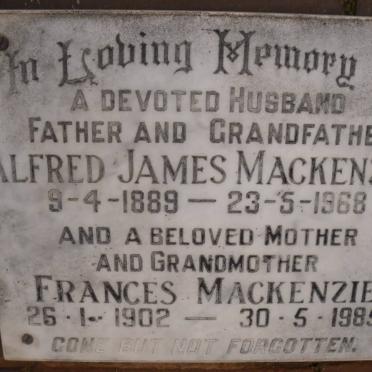 In Loving Memory
A DEVOTED HUSBAND
FATHER AND GRANDFATHE
ALFRED JAMES MACKENZ
9-4-1889 — 23-5-1968
AND A BELOVED MOTHER
AND GRANDMOTHER
FRANCES MACKENZIE
26·1·1902 — 30·5·1985
GONE BUT NOT FORGOTTEN.